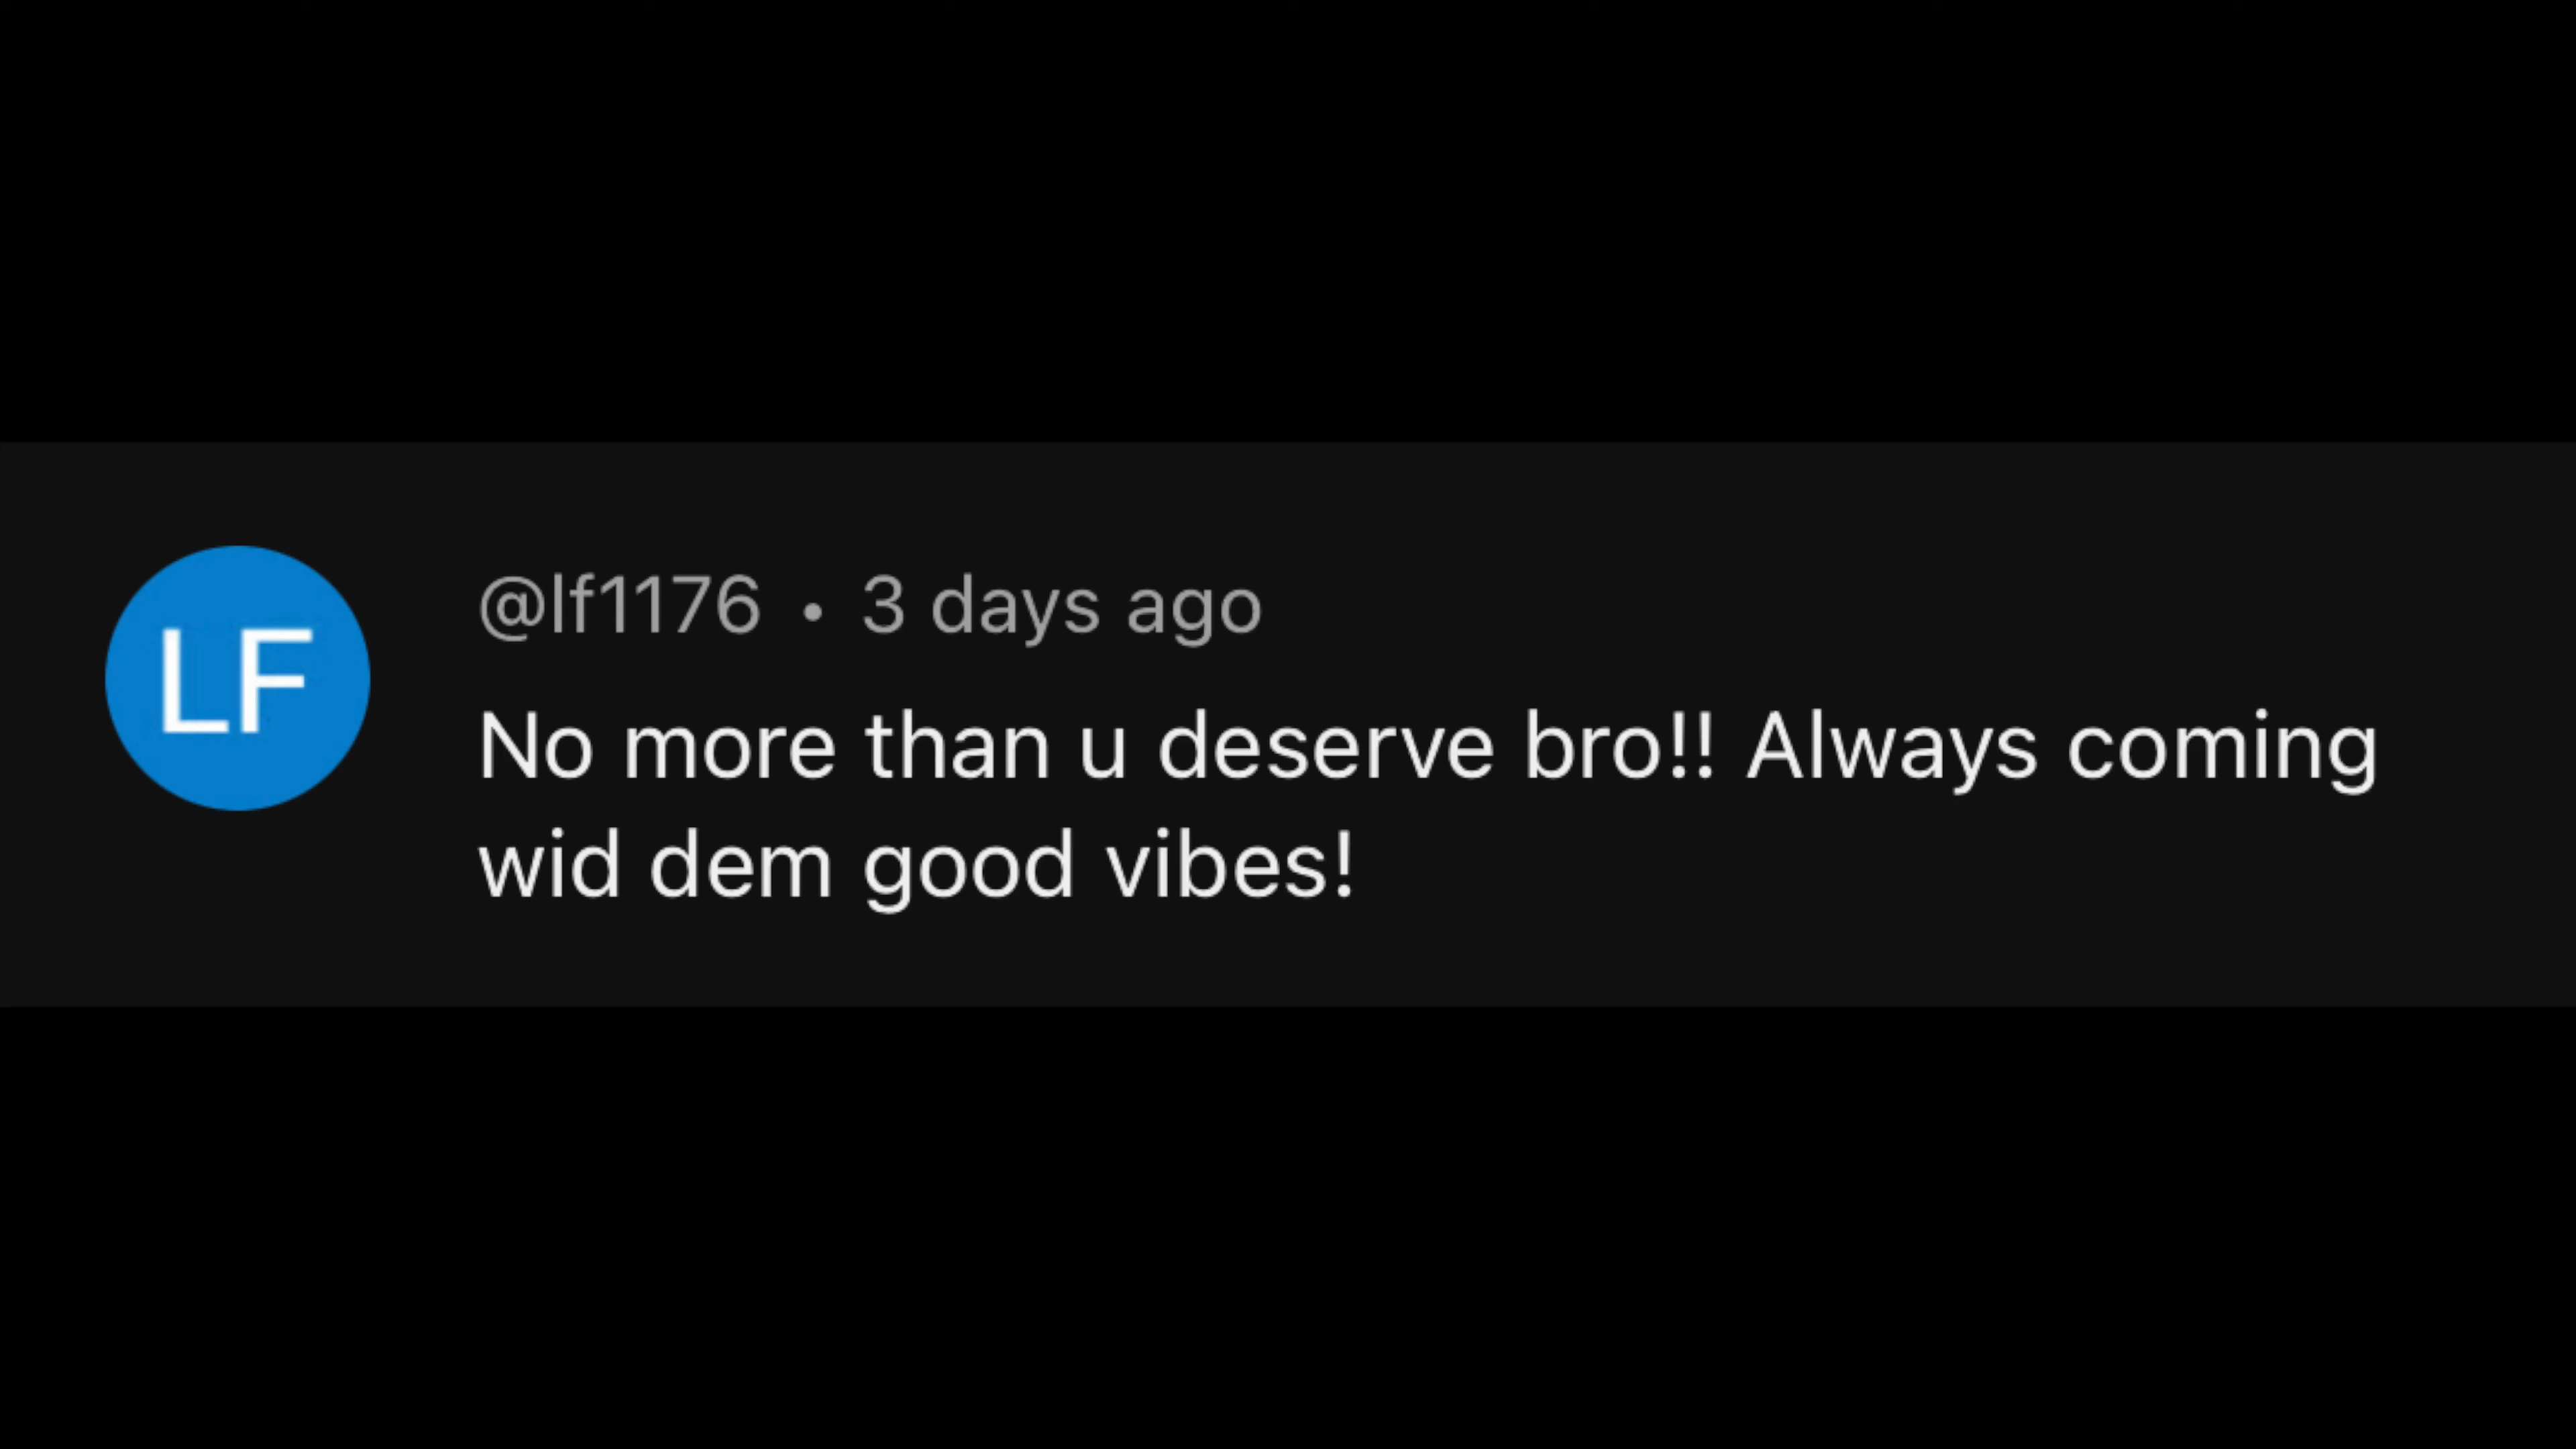 LF
@lf1176 • 3 days ago
No more than u deserve bro!! Always coming
wid dem good vibes!